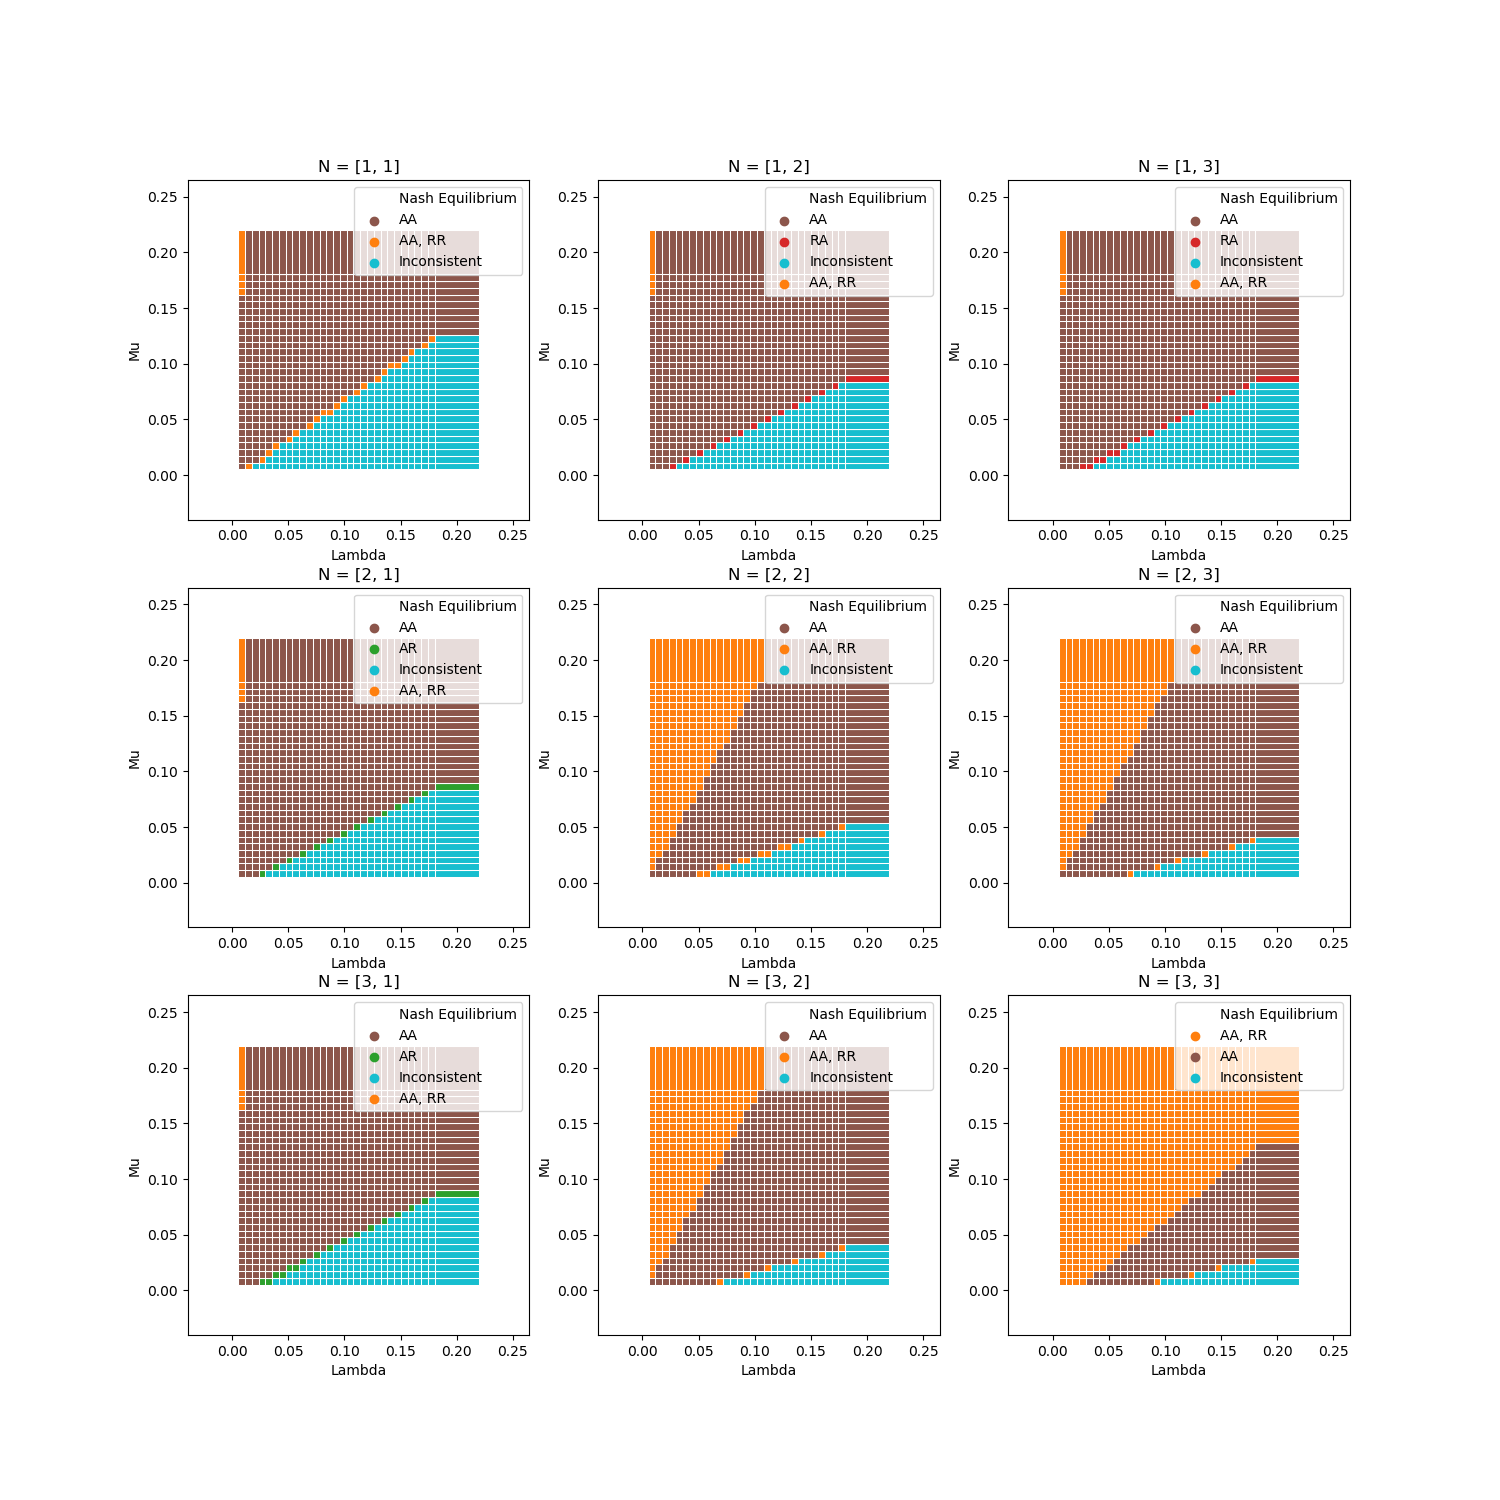 N = [1, 1]
0.25
0.20
0.15
0.10
0.05
0.00
Mu
Nash Equilibrium
AA
AA, RR
Inconsistent
0.00 0.05 0.10 0.15 0.20 0.25
Lambda
N = [1, 2]
0.25
0.20
0.15
0.10
0.05
0.00
Mu
Nash Equilibrium
AA
RA
Inconsistent
AA, RR
0.00 0.05 0.10 0.15 0.20 0.25
Lambda
N = [1, 3]
0.25
0.20
0.15
0.10
0.05
0.00
Mu
Nash Equilibrium
AA
RA
Inconsistent
AA, RR
0.00 0.05 0.10 0.15 0.20 0.25
Lambda
N = [2, 1]
0.25
0.20
0.15
0.10
0.05
0.00
Mu
Nash Equilibrium
AA
AR
Inconsistent
AA, RR
0.00 0.05 0.10 0.15 0.20 0.25
Lambda
N = [2, 2]
0.25
0.20
0.15
0.10
0.05
0.00
Mu
Nash Equilibrium
AA
AA, RR
Inconsistent
0.00 0.05 0.10 0.15 0.20 0.25
Lambda
N = [2, 3]
0.25
0.20
0.15
0.10
0.05
0.00
Mu
Nash Equilibrium
AA
AA, RR
Inconsistent
0.00 0.05 0.10 0.15 0.20 0.25
Lambda
N = [3, 1]
0.25
0.20
0.15
0.10
0.05
0.00
Mu
Nash Equilibrium
AA
AR
Inconsistent
AA, RR
0.00 0.05 0.10 0.15 0.20 0.25
Lambda
N = [3, 2]
0.25
0.20
0.15
0.10
0.05
0.00
Mu
Nash Equilibrium
AA
AA, RR
Inconsistent
0.00 0.05 0.10 0.15 0.20 0.25
Lambda
N = [3, 3]
0.25
0.20
0.15
0.10
0.05
0.00
Mu
Nash Equilibrium
AA, RR
AA
Inconsistent
0.00 0.05 0.10 0.15 0.20 0.25
Lambda